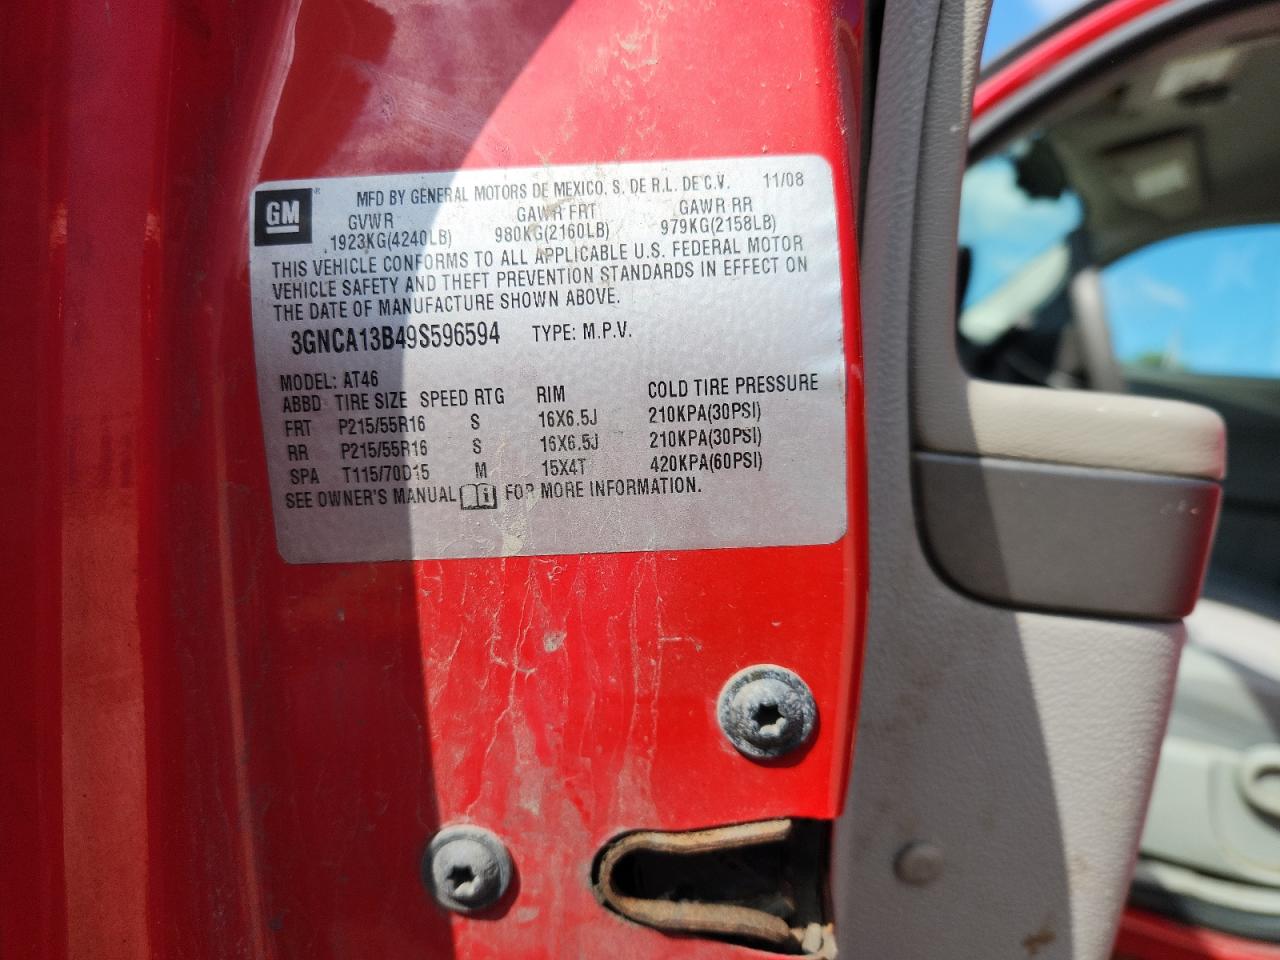 GM® MFD BY GENERAL MOTORS DE MEXICO, S. DE R.L. DE C.V. 11/08
GVWR GAWR FRT GAWR RR
1923KG(4240LB) 980KG(2160LB) 979KG(2158LB)
THIS VEHICLE CONFORMS TO ALL APPLICABLE U.S. FEDERAL MOTOR
VEHICLE SAFETY AND THEFT PREVENTION STANDARDS IN EFFECT ON
THE DATE OF MANUFACTURE SHOWN ABOVE.
3GNCA13B49S596594 TYPE: M.P.V.
MODEL: AT46
ABBD TIRE SIZE SPEED RTG RIM COLD TIRE PRESSURE
FRT P215/55R16 S 16X6.5J 210KPA(30PSI)
RR P215/55R16 S 16X6.5J 210KPA(30PSI)
SPA T115/70D15 M 15X4T 420KPA(60PSI)
SEE OWNER'S MANUAL FOR MORE INFORMATION.